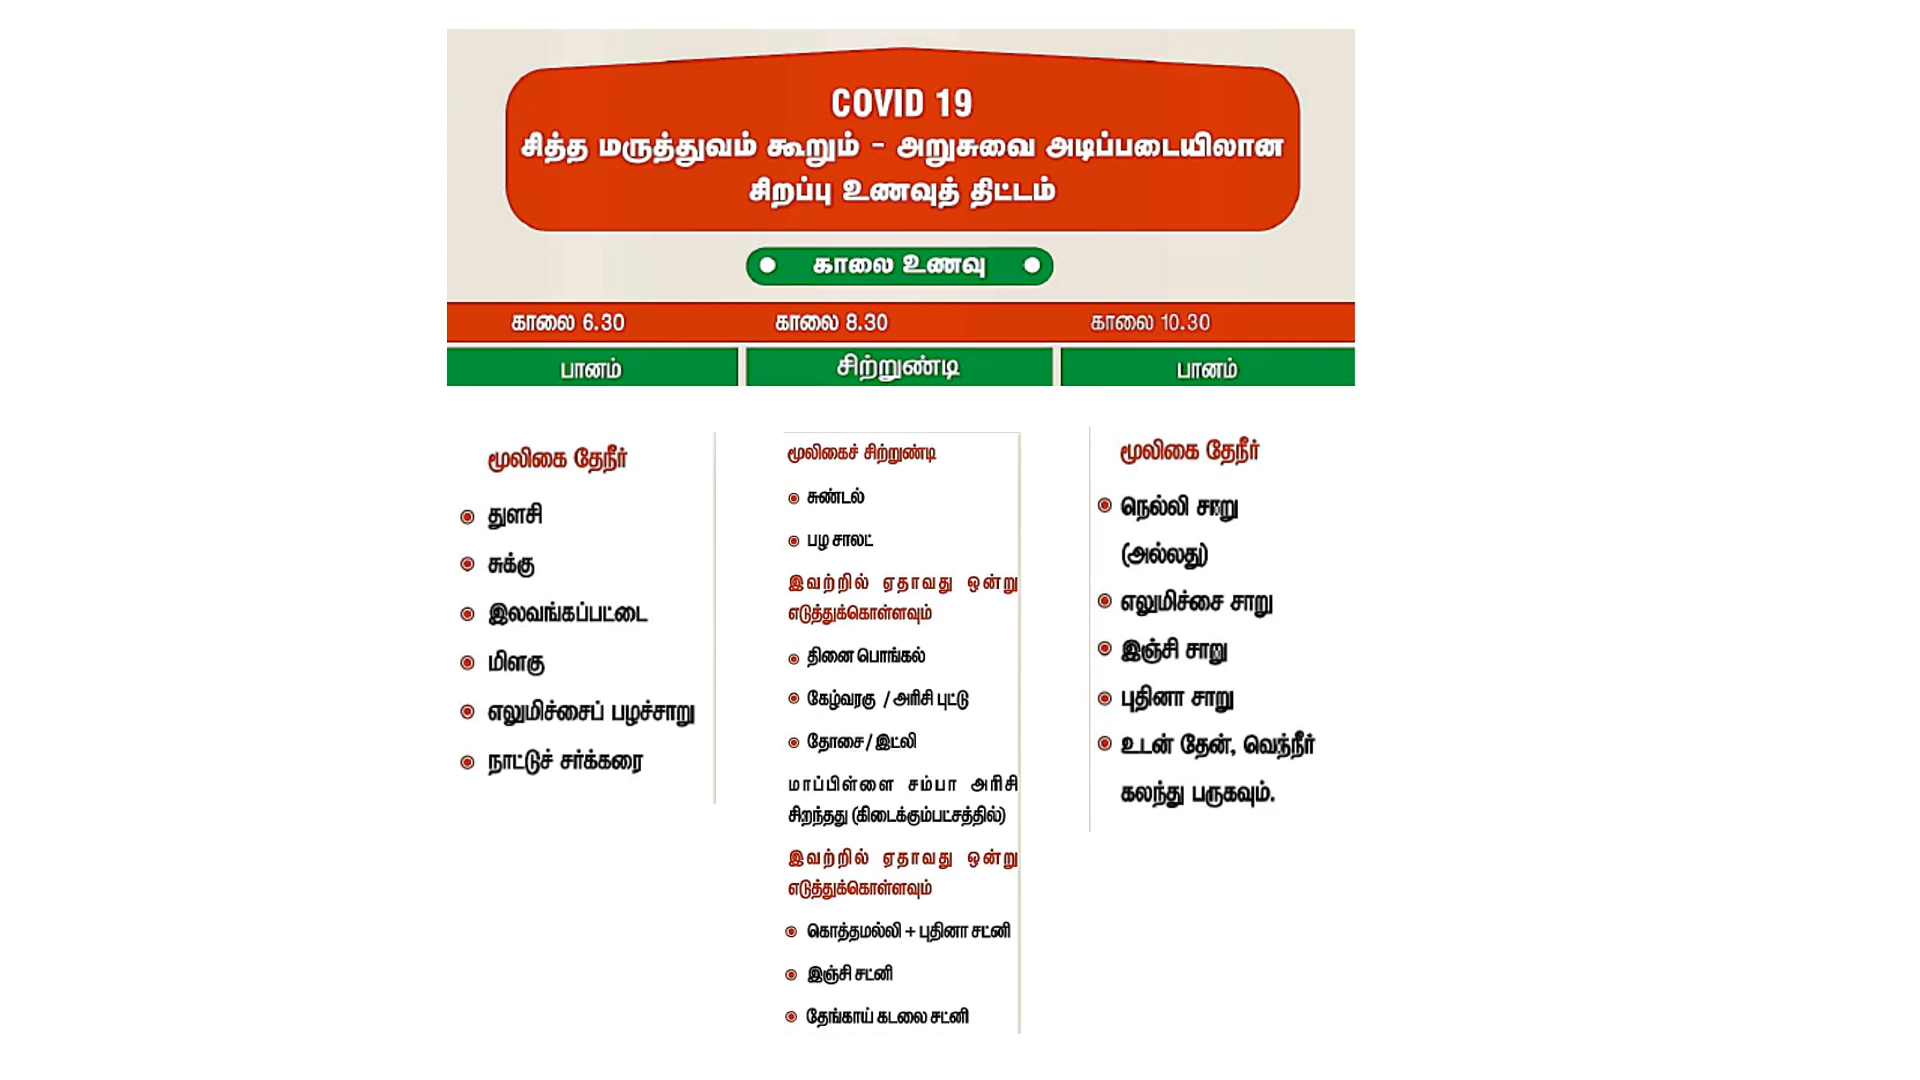 COVID 19
சித்த மருத்துவம் கூறும் - அறுசுவை அடிப்படையிலான
சிறப்பு உணவுத் திட்டம்
காலை உணவு
காலை 6.30
காலை 8.30
காலை 10.30
பானம்
சிற்றுண்டி
பானம்
மூலிகை தேநீர்
துளசி
சுக்கு
இலவங்கப்பட்டை
மிளகு
எலுமிச்சைப் பழச்சாறு
நாட்டுச் சர்க்கரை
மூலிகைச் சிற்றுண்டி
சுண்டல்
பழ சாலட்
இவற்றில் ஏதாவது ஒன்று
எடுத்துக்கொள்ளவும்
தினை பொங்கல்
கேழ்வரகு / அரிசி புட்டு
தோசை / இட்லி
மாப்பிள்ளை சம்பா அரிசி
சிறந்தது (கிடைக்கும்பட்சத்தில்)
இவற்றில் ஏதாவது ஒன்று
எடுத்துக்கொள்ளவும்
கொத்தமல்லி + புதினா சட்னி
இஞ்சி சட்னி
தேங்காய் கடலை சட்னி
மூலிகை தேநீர்
நெல்லி சாறு
(அல்லது)
எலுமிச்சை சாறு
இஞ்சி சாறு
புதினா சாறு
உடன் தேன், வெந்நீர்
கலந்து பருகவும்.